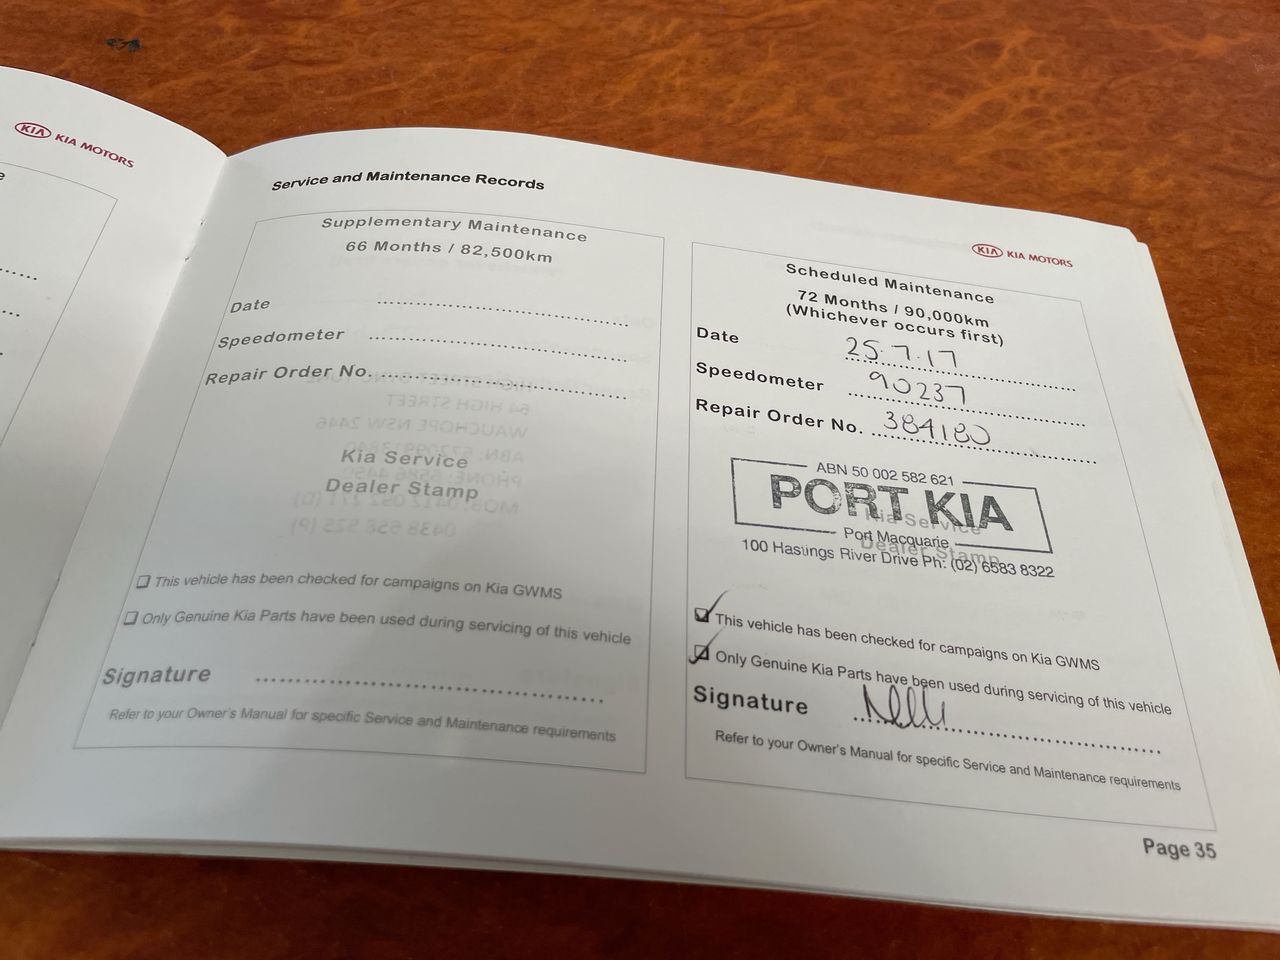 KIA KIA MOTORS
Service and Maintenance Records
Supplementary Maintenance
66 Months / 82,500km
Date
Speedometer
Repair Order No.
Kia Service
Dealer Stamp
This vehicle has been checked for campaigns on Kia GWMS
Only Genuine Kia Parts have been used during servicing of this vehicle
Signature
Refer to your Owner's Manual for specific Service and Maintenance requirements
KIA KIA MOTORS
Scheduled Maintenance
72 Months / 90,000km
(Whichever occurs first)
Date 25.7.17
Speedometer 90237
Repair Order No. 384180
ABN 50 002 582 621
PORT KIA
Kia Service
Port Macquarie
Dealer Stamp
100 Hastings River Drive Ph: (02) 6583 8322
This vehicle has been checked for campaigns on Kia GWMS
Only Genuine Kia Parts have been used during servicing of this vehicle
Signature
Refer to your Owner's Manual for specific Service and Maintenance requirements
Page 35